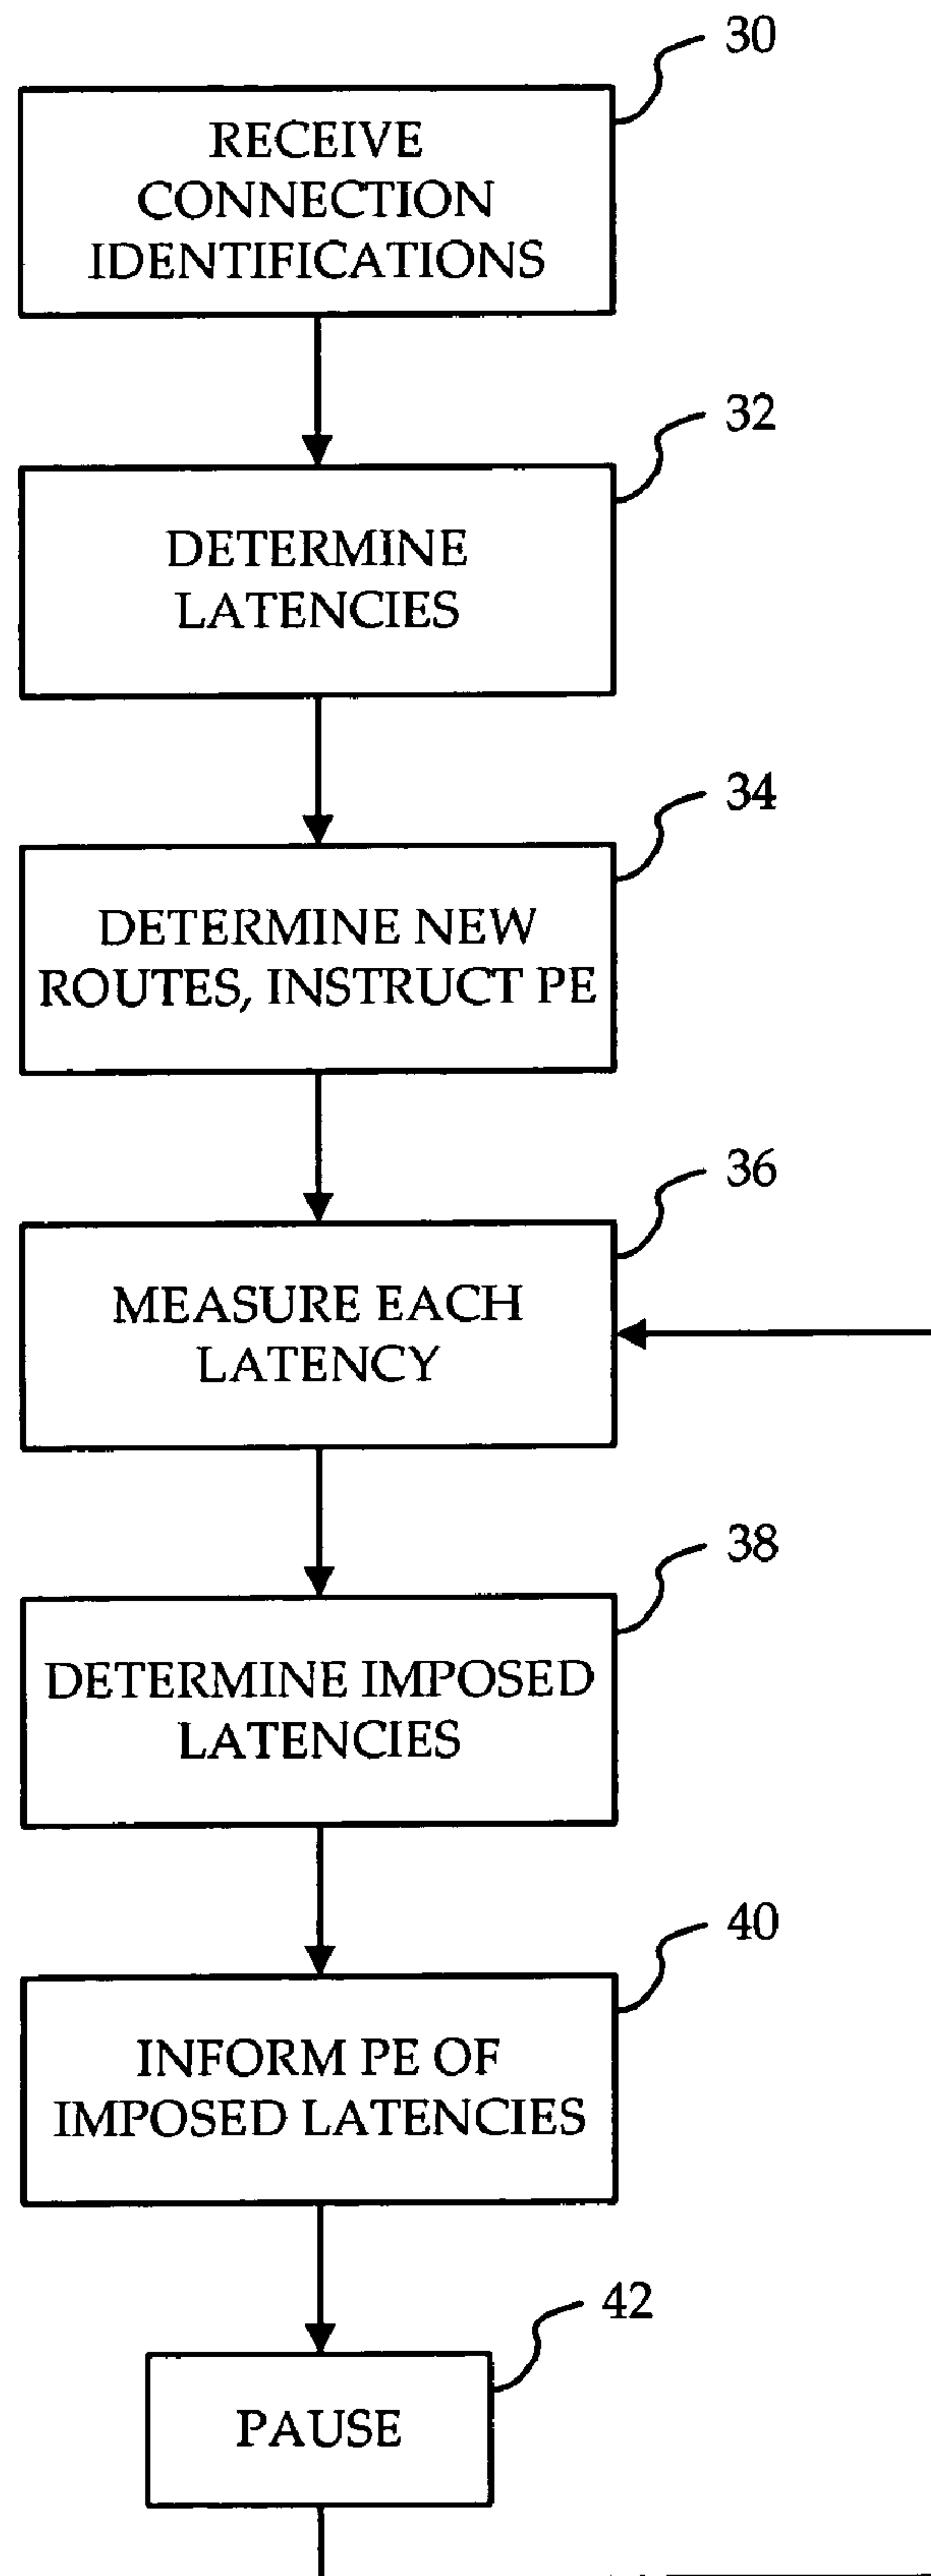 30
RECEIVE
CONNECTION
IDENTIFICATIONS
32
DETERMINE
LATENCIES
34
DETERMINE NEW
ROUTES, INSTRUCT PE
36
MEASURE EACH
LATENCY
38
DETERMINE IMPOSED
LATENCIES
40
INFORM PE OF
IMPOSED LATENCIES
42
PAUSE